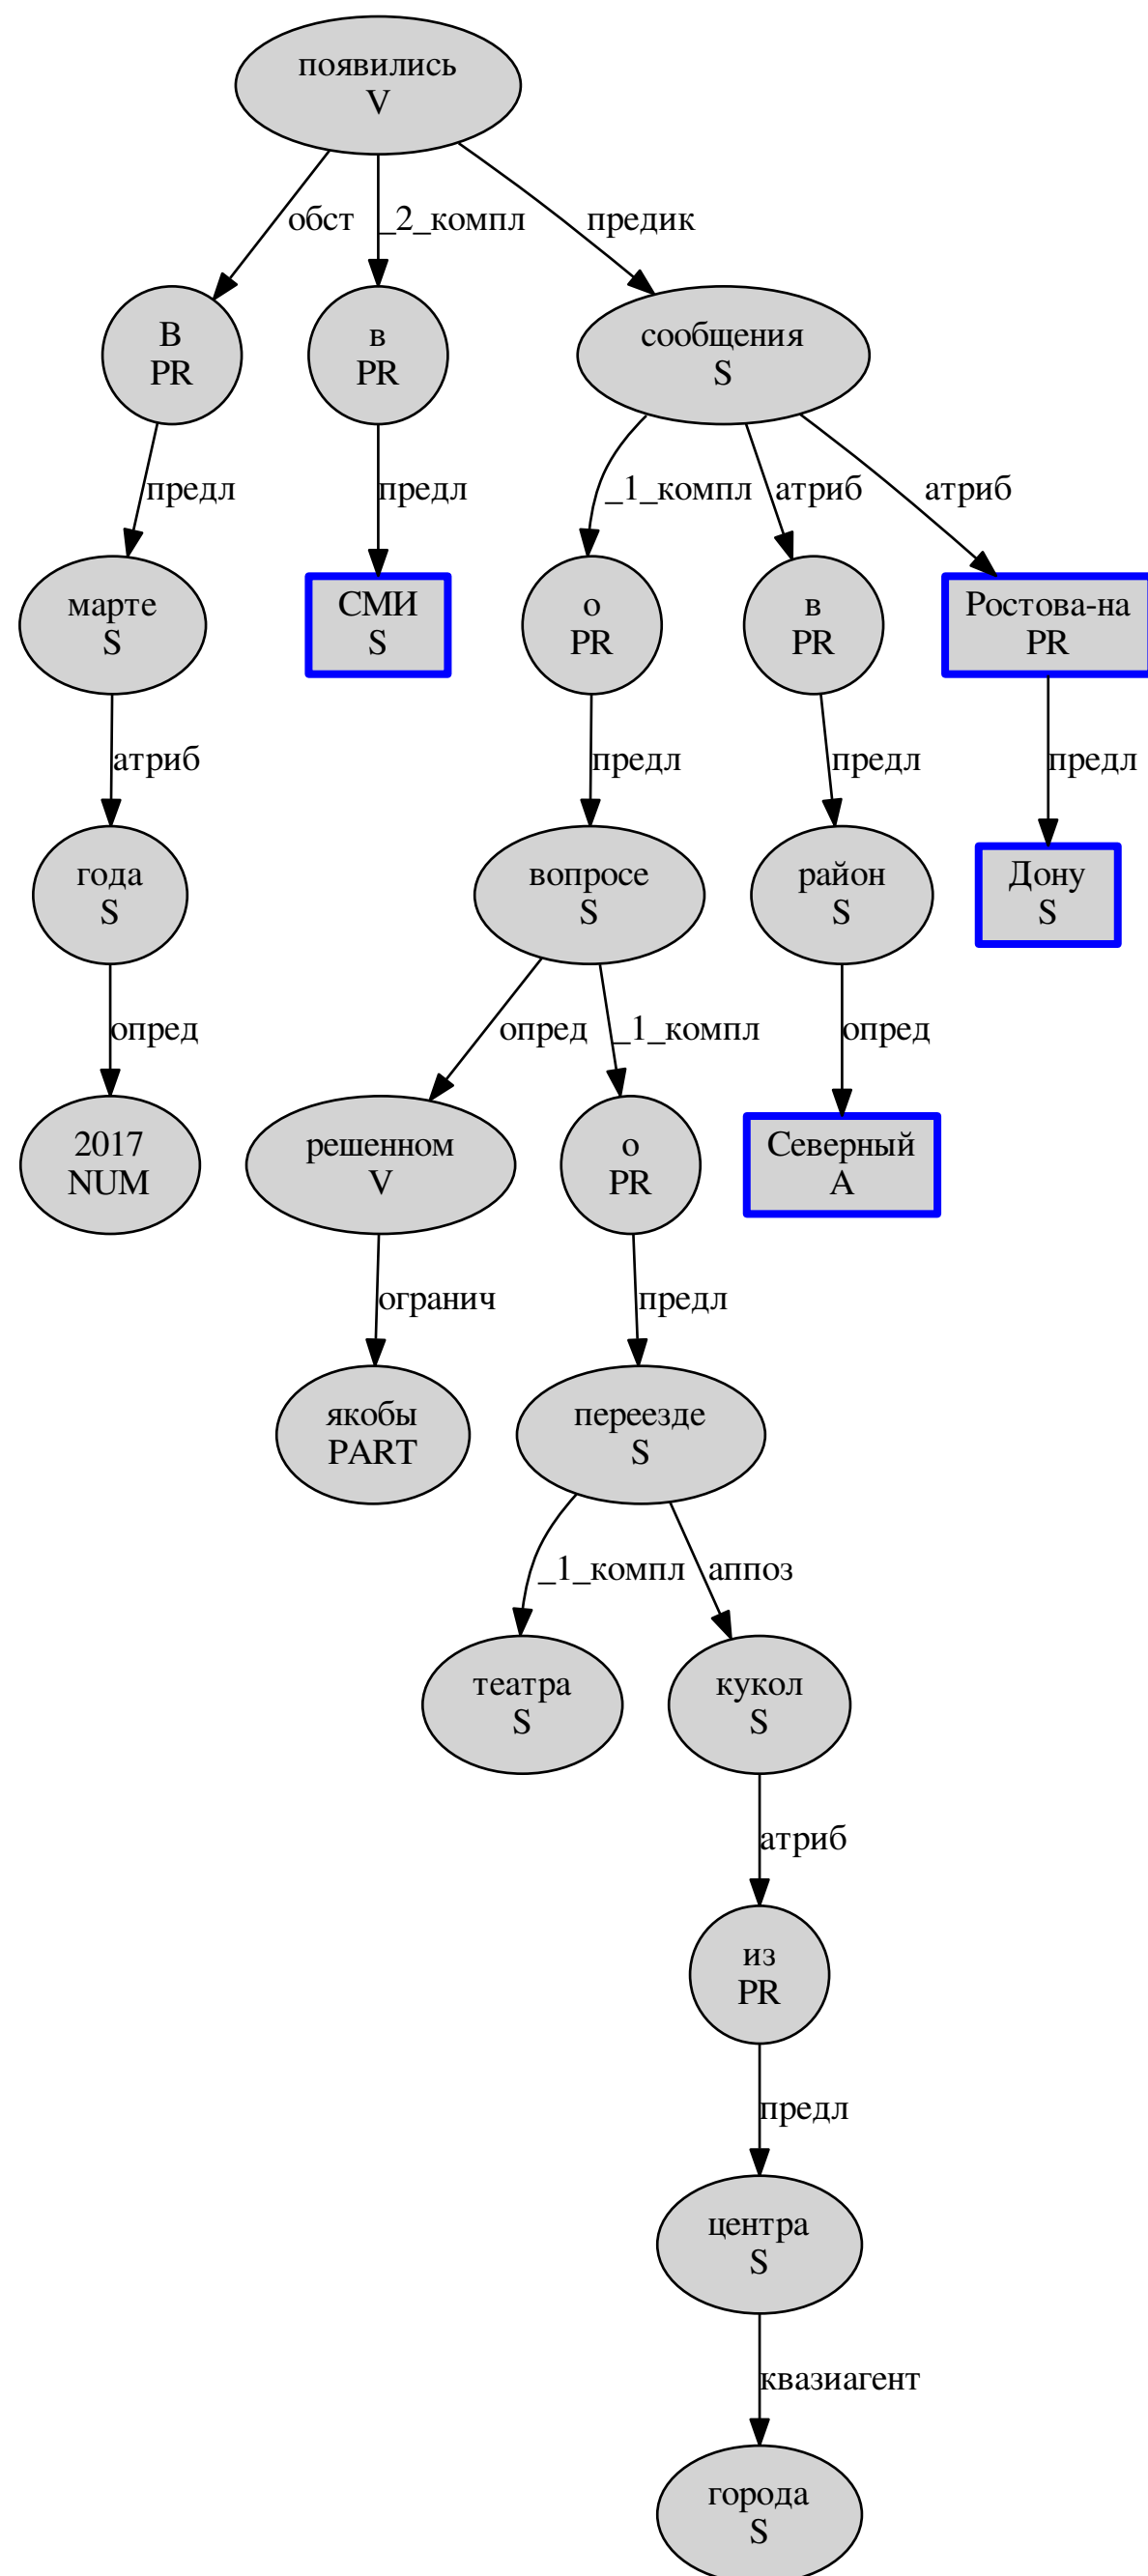 появились
V
обст
_2_компл
предик
В
PR
в
PR
сообщения
S
предл
предл
_1_компл
атриб
атриб
марте
S
СМИ
S
о
PR
в
PR
Ростова-на
PR
атриб
предл
предл
предл
года
S
вопросе
S
район
S
Дону
S
опред
опред
_1_компл
опред
2017
NUM
решенном
V
о
PR
Северный
A
огранич
предл
якобы
PART
переезде
S
_1_компл
аппоз
театра
S
кукол
S
атриб
из
PR
предл
центра
S
квазиагент
города
S